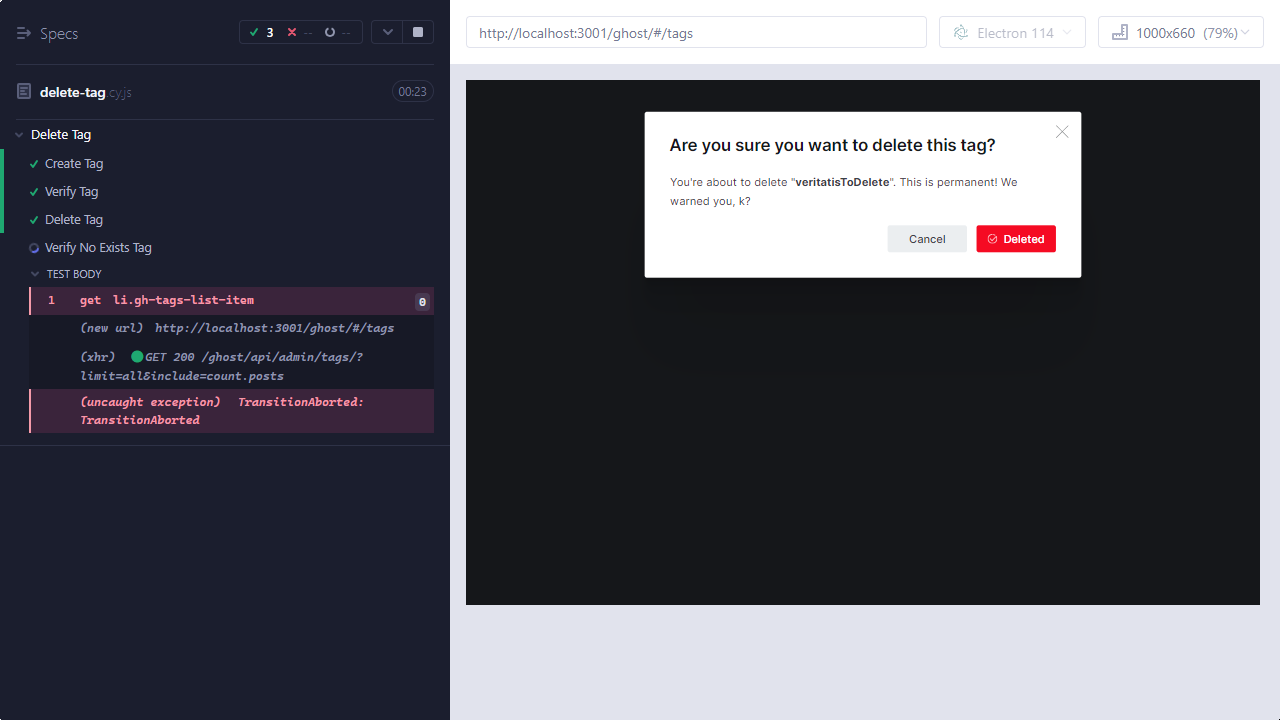 Specs
3 -- --
delete-tag.cy.js
00:23
Delete Tag
Create Tag
Verify Tag
Delete Tag
Verify No Exists Tag
TEST BODY
1 get li.gh-tags-list-item 0
(new url) http://localhost:3001/ghost/#/tags
(xhr) GET 200 /ghost/api/admin/tags/?
limit=all&include=count.posts
(uncaught exception) TransitionAborted:
TransitionAborted
http://localhost:3001/ghost/#/tags
Electron 114
1000x660 (79%)
Are you sure you want to delete this tag?
You're about to delete "veritatisToDelete". This is permanent! We
warned you, k?
Cancel
Deleted